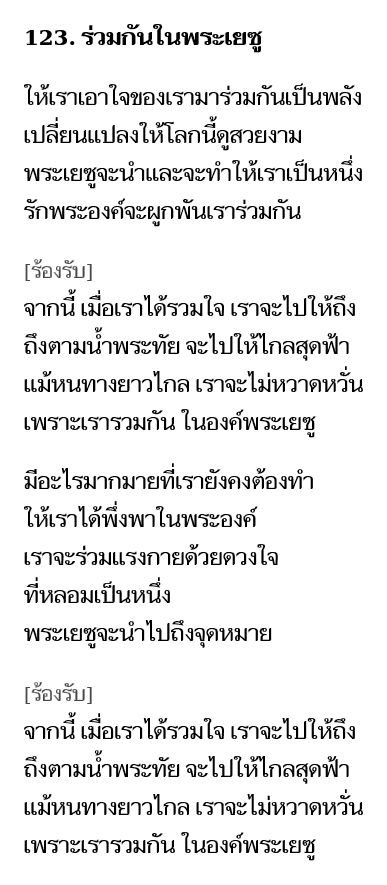 123. ร่วมกันในพระเยซู
ให้เราเอาใจของเรามาร่วมกันเป็นพลัง
เปลี่ยนแปลงให้โลกนี้ดูสวยงาม
พระเยซูจะนำและจะทำให้เราเป็นหนึ่ง
รักพระองค์จะผูกพันเราร่วมกัน
[ร้องรับ]
จากนี้ เมื่อเราได้รวมใจ เราจะไปให้ถึง
ถึงตามน้ำพระทัย จะไปให้ไกลสุดฟ้า
แม้หนทางยาวไกล เราจะไม่หวาดหวั่น
เพราะเรารวมกัน ในองค์พระเยซู
มีอะไรมากมายที่เรายังคงต้องทำ
ให้เราได้พึ่งพาในพระองค์
เราจะร่วมแรงกายด้วยดวงใจ
ที่หลอมเป็นหนึ่ง
พระเยซูจะนำไปถึงจุดหมาย
[ร้องรับ]
จากนี้ เมื่อเราได้รวมใจ เราจะไปให้ถึง
ถึงตามน้ำพระทัย จะไปให้ไกลสุดฟ้า
แม้หนทางยาวไกล เราจะไม่หวาดหวั่น
เพราะเรารวมกัน ในองค์พระเยซู